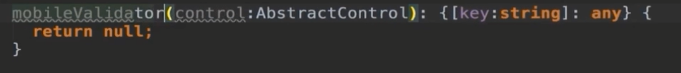 mobileValidator(control:AbstractControl): {[key:string]: any} {
return null;
}